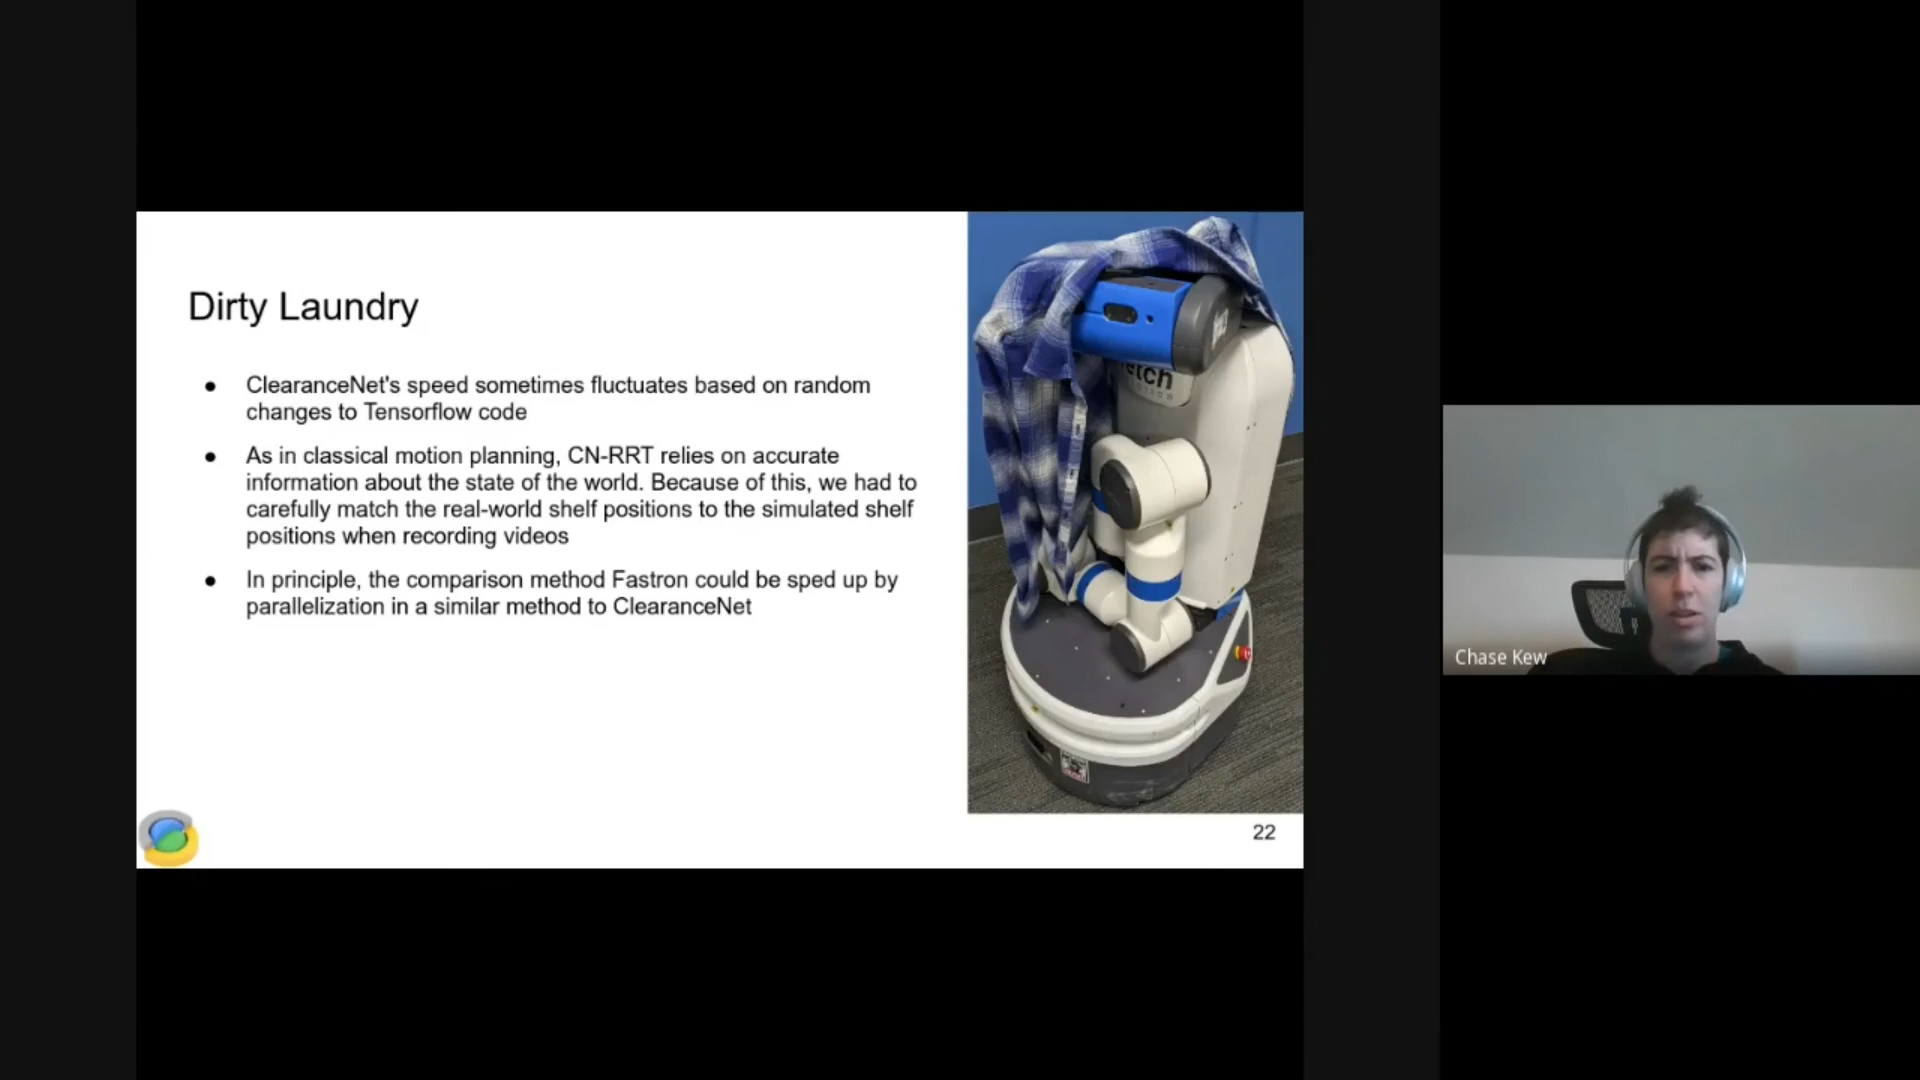 Dirty Laundry
● ClearanceNet's speed sometimes fluctuates based on random
changes to Tensorflow code
● As in classical motion planning, CN-RRT relies on accurate
information about the state of the world. Because of this, we had to
carefully match the real-world shelf positions to the simulated shelf
positions when recording videos
● In principle, the comparison method Fastron could be sped up by
parallelization in a similar method to ClearanceNet
etch
22
Chase Kew